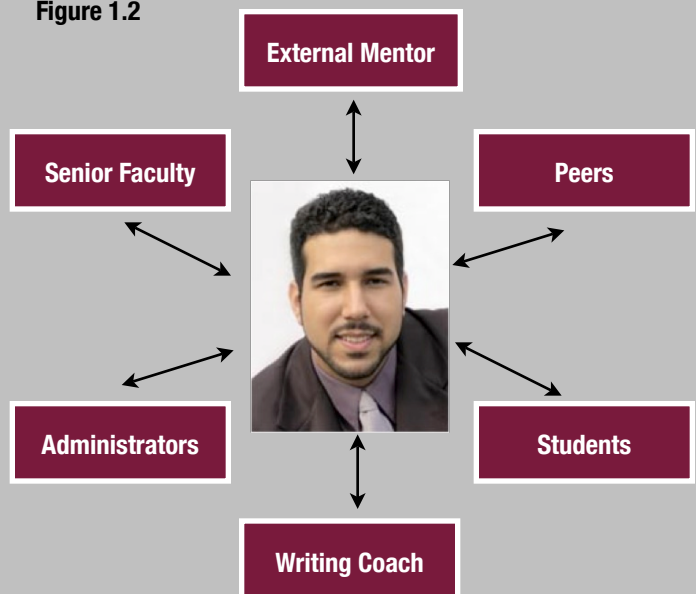 Figure 1.2
External Mentor
Senior Faculty
Peers
Administrators
Students
Writing Coach